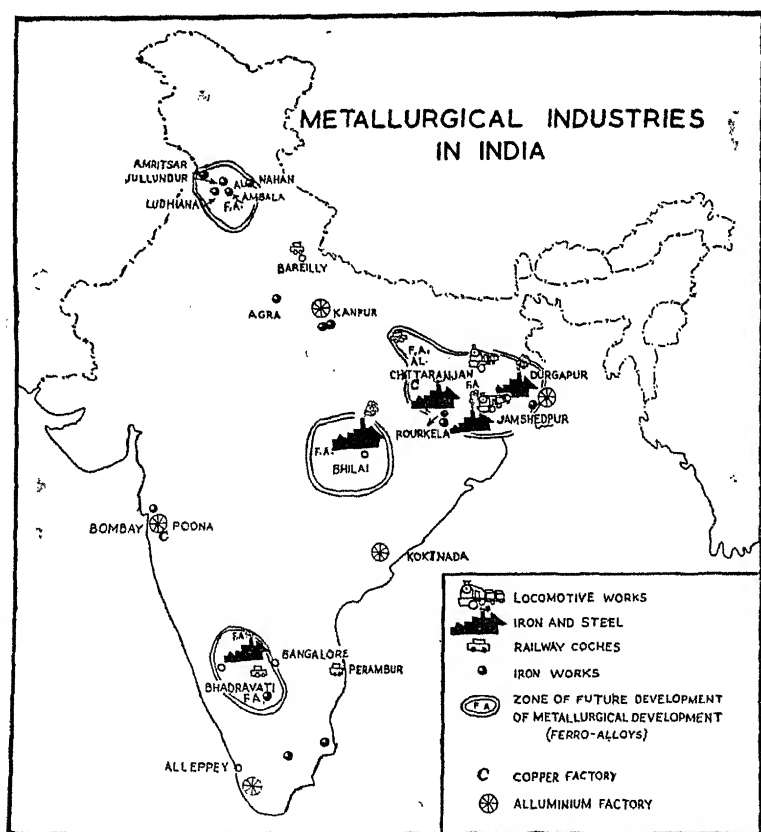 METALLURGICAL INDUSTRIES
IN INDIA
AMRITSAR
JULLUNDUR
AL.
NAHAN
AMBALA
LUDHIANA
F.A.
BAREILLY
AGRA
KANPUR
F.A.
AL.
CHITTARANJAN
C
F.A.
DURGAPUR
ROURKELA
JAMSHEDPUR
F.A.
BHILAI
BOMBAY
POONA
C
KOKINADA
F.A.
BANGALORE
BHADRAVATI
F.A.
PERAMBUR
ALLEPPEY
LOCOMOTIVE WORKS
IRON AND STEEL
RAILWAY COCHES
IRON WORKS
F A
ZONE OF FUTURE DEVELOPMENT
OF METALLURGICAL DEVELOPMENT
(FERRO-ALLOYS)
C COPPER FACTORY
ALLUMINIUM FACTORY